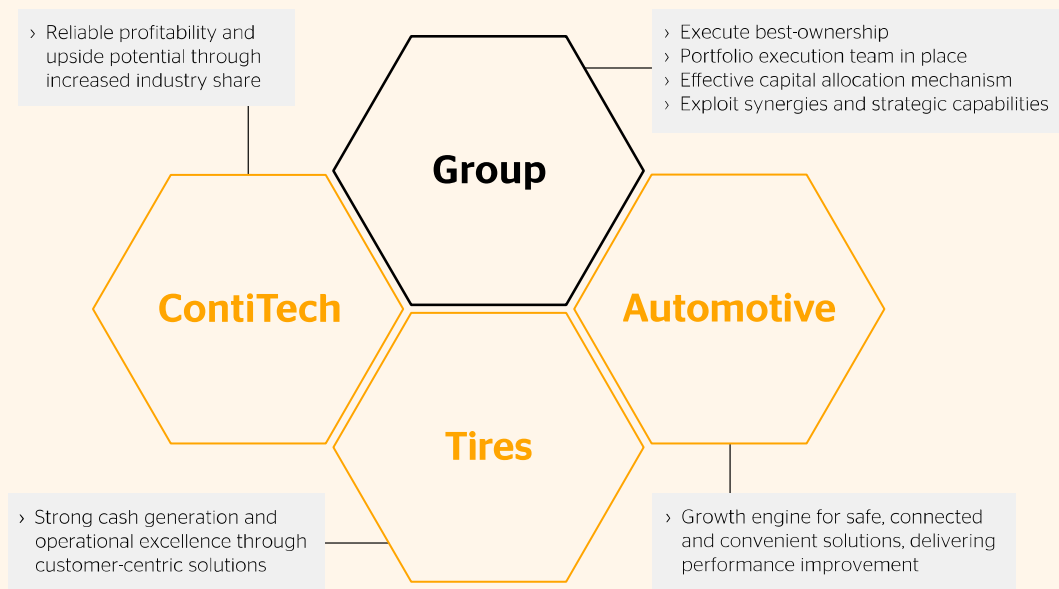 › Reliable profitability and
upside potential through
increased industry share
› Execute best-ownership
› Portfolio execution team in place
› Effective capital allocation mechanism
› Exploit synergies and strategic capabilities
Group
ContiTech
Automotive
Tires
› Strong cash generation and
operational excellence through
customer-centric solutions
› Growth engine for safe, connected
and convenient solutions, delivering
performance improvement